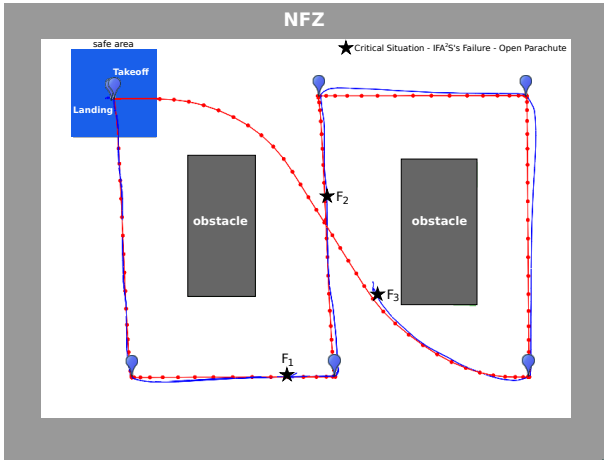 NFZ
safe area
★Critical Situation - IFA²S's Failure - Open Parachute
Takeoff
Landing
obstacle
obstacle
F₂
F₃
F₁